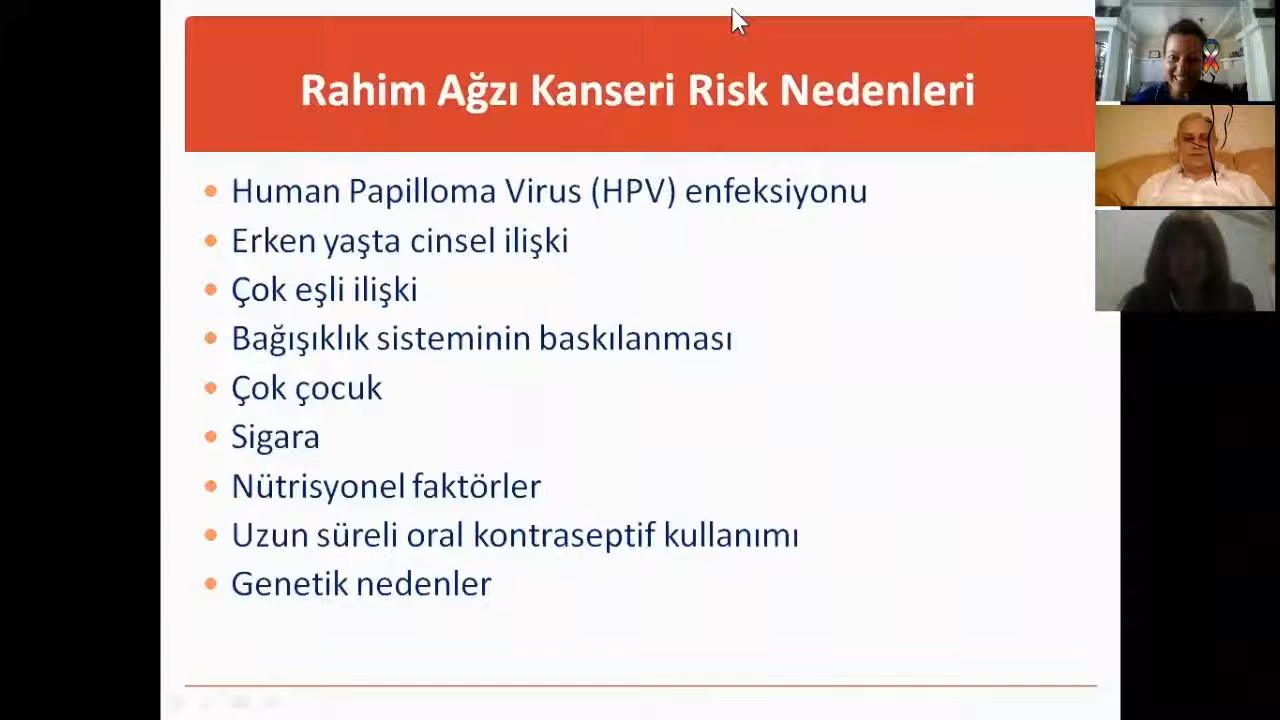 Rahim Ağzı Kanseri Risk Nedenleri
Human Papilloma Virus (HPV) enfeksiyonu
Erken yaşta cinsel ilişki
Çok eşli ilişki
Bağışıklık sisteminin baskılanması
Çok çocuk
Sigara
Nütrisyonel faktörler
Uzun süreli oral kontraseptif kullanımı
Genetik nedenler